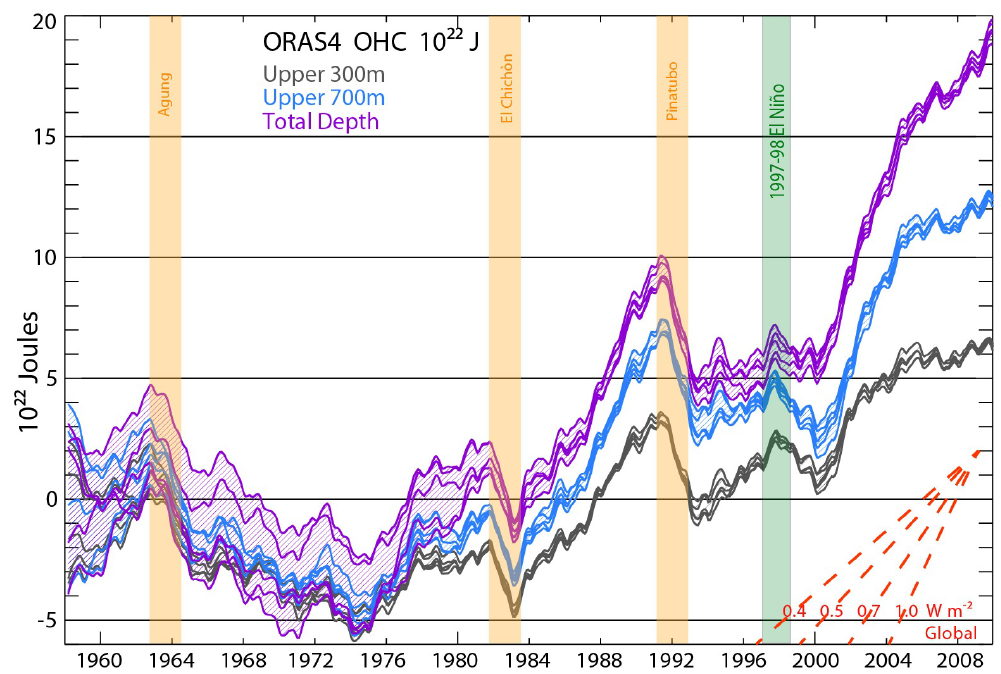 ORAS4 OHC 10²² J
Upper 300m
Upper 700m
Total Depth
Agung
El Chichòn
Pinatubo
1997-98 El Niño
10²² Joules
20
15
10
5
0
-5
0.4 0.5 0.7 1.0 W m⁻²
Global
1960 1964 1968 1972 1976 1980 1984 1988 1992 1996 2000 2004 2008